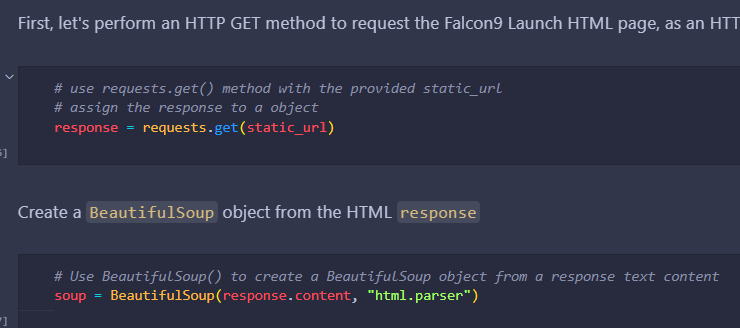 First, let's perform an HTTP GET method to request the Falcon9 Launch HTML page, as an HTT
# use requests.get() method with the provided static_url
# assign the response to a object
response = requests.get(static_url)
]
Create a BeautifulSoup object from the HTML response
# Use BeautifulSoup() to create a BeautifulSoup object from a response text content
soup = BeautifulSoup(response.content, "html.parser")
]